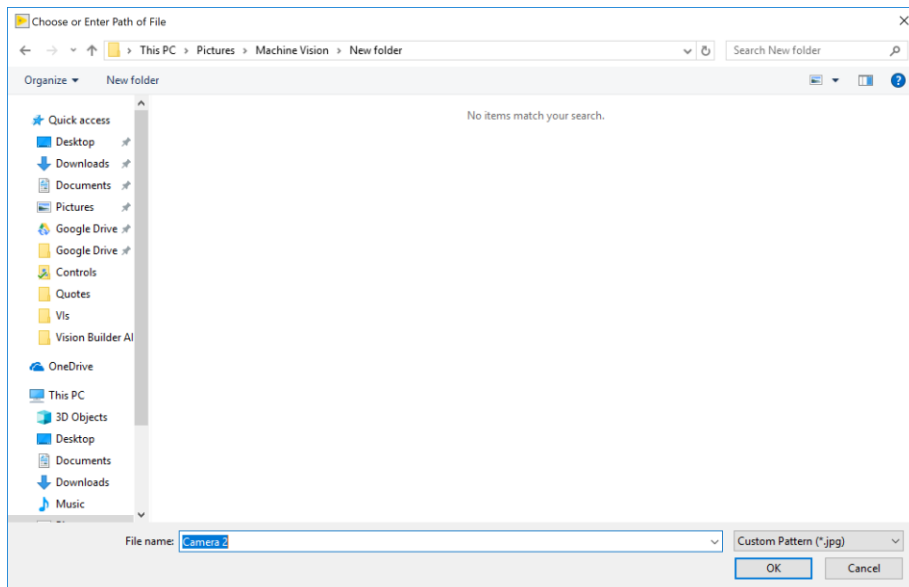 Choose or Enter Path of File
This PC > Pictures > Machine Vision > New folder
Search New folder
Organize
New folder
No items match your search.
Quick access
Desktop
Downloads
Documents
Pictures
Google Drive
Google Drive
Controls
Quotes
VIs
Vision Builder AI
OneDrive
This PC
3D Objects
Desktop
Documents
Downloads
Music
File name: Camera 2
Custom Pattern (*.jpg)
OK
Cancel